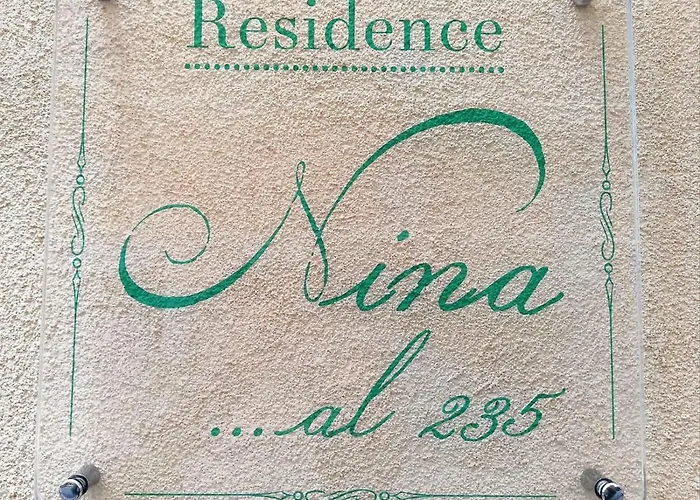 Residence
Nina
...al 235